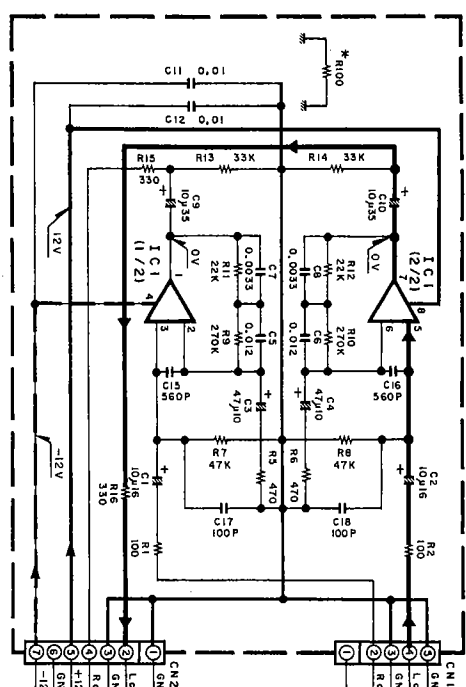 *
R100
C11 0.01
C12 0.01
R15
330
R13 33K
R14 33K
C9
10μ35
C10
10μ35
12V
0V
0V
IC1
(1/2)
IC1
(2/2)
1
2
3
4
5
6
7
8
R11
22K
C7
0.0033
C8
0.0033
R12
22K
R9
270K
C5
0.012
C6
0.012
R10
270K
C15
560P
C3
47μ10
C4
47μ10
C16
560P
-12V
R7
47K
R5
470
R6
470
R8
47K
C1
10μ16
C2
10μ16
R16
330
C17
100P
C18
100P
R1
100
R2
100
CN2
7 6 5 4 3 2 1
1 2 3 4 5